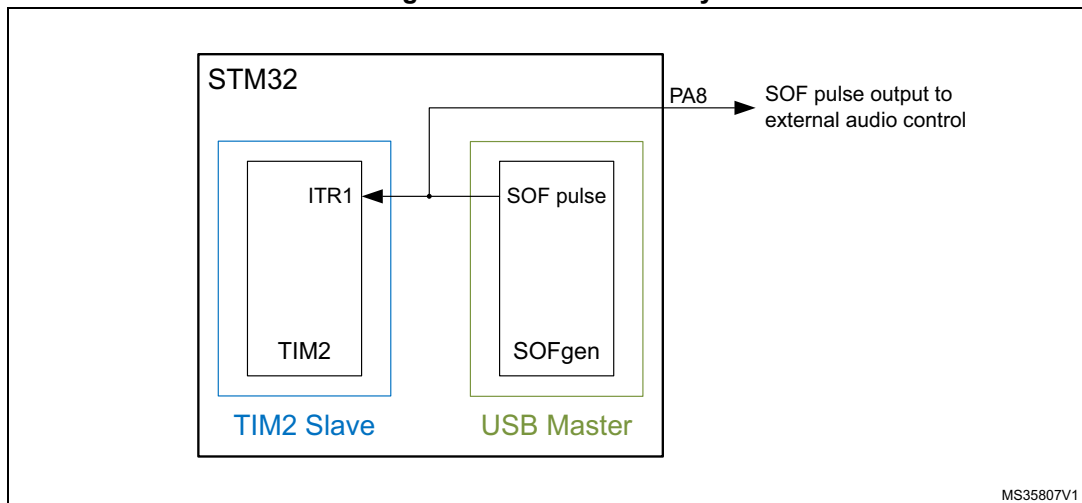 STM32
PA8
SOF pulse output to
external audio control
ITR1
SOF pulse
TIM2
SOFgen
TIM2 Slave
USB Master
MS35807V1